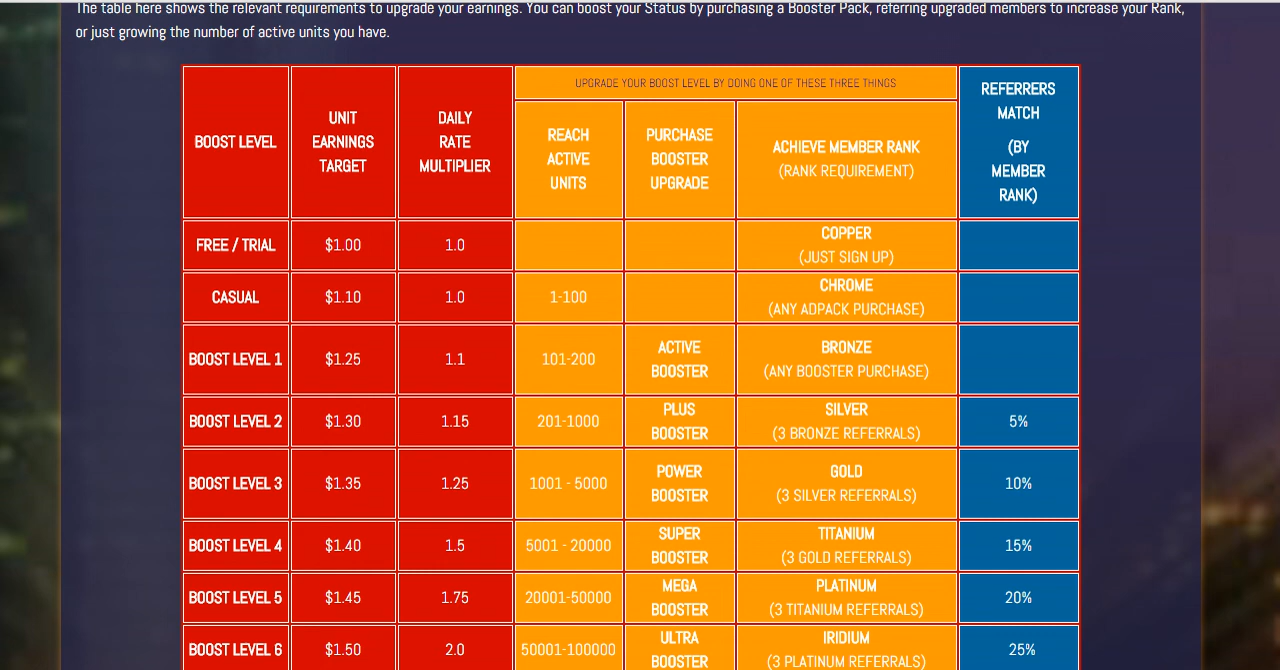 The table here shows the relevant requirements to upgrade your earnings. You can boost your Status by purchasing a Booster Pack, referring upgraded members to increase your Rank,
or just growing the number of active units you have.
BOOST LEVEL
UNIT
EARNINGS
TARGET
DAILY
RATE
MULTIPLIER
UPGRADE YOUR BOOST LEVEL BY DOING ONE OF THESE THREE THINGS
REACH
ACTIVE
UNITS
PURCHASE
BOOSTER
UPGRADE
ACHIEVE MEMBER RANK
(RANK REQUIREMENT)
REFERRERS
MATCH
(BY
MEMBER
RANK)
FREE / TRIAL
$1.00
1.0
COPPER
(JUST SIGN UP)
CASUAL
$1.10
1.0
1-100
CHROME
(ANY ADPACK PURCHASE)
BOOST LEVEL 1
$1.25
1.1
101-200
ACTIVE
BOOSTER
BRONZE
(ANY BOOSTER PURCHASE)
BOOST LEVEL 2
$1.30
1.15
201-1000
PLUS
BOOSTER
SILVER
(3 BRONZE REFERRALS)
5%
BOOST LEVEL 3
$1.35
1.25
1001 - 5000
POWER
BOOSTER
GOLD
(3 SILVER REFERRALS)
10%
BOOST LEVEL 4
$1.40
1.5
5001 - 20000
SUPER
BOOSTER
TITANIUM
(3 GOLD REFERRALS)
15%
BOOST LEVEL 5
$1.45
1.75
20001-50000
MEGA
BOOSTER
PLATINUM
(3 TITANIUM REFERRALS)
20%
BOOST LEVEL 6
$1.50
2.0
50001-100000
ULTRA
BOOSTER
IRIDIUM
(3 PLATINUM REFERRALS)
25%